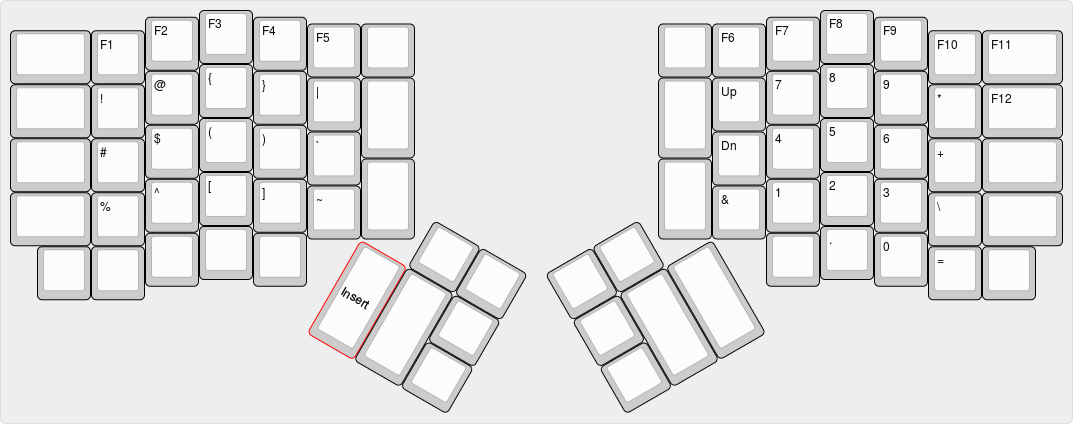 F1 F2 F3 F4 F5
! @ { } |
# $ ( ) `
% ^ [ ] ~
Insert
F6 F7 F8 F9 F10 F11
Up 7 8 9 * F12
Dn 4 5 6 +
& 1 2 3 \
. 0 =